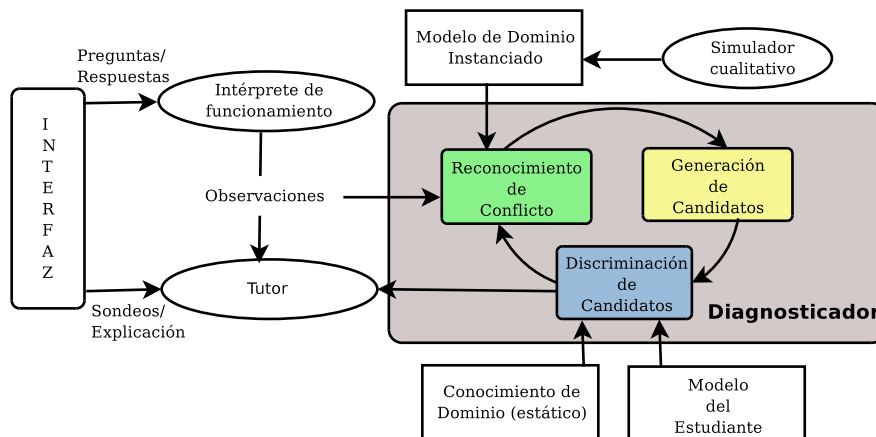 Preguntas/
Respuestas
INTERFAZ
Intérprete de
funcionamiento
Observaciones
Tutor
Sondeos/
Explicación
Modelo de Dominio
Instanciado
Simulador
cualitativo
Reconocimiento
de
Conflicto
Generación
de
Candidatos
Discriminación
de
Candidatos
Diagnosticador
Conocimiento de
Dominio (estático)
Modelo
del
Estudiante